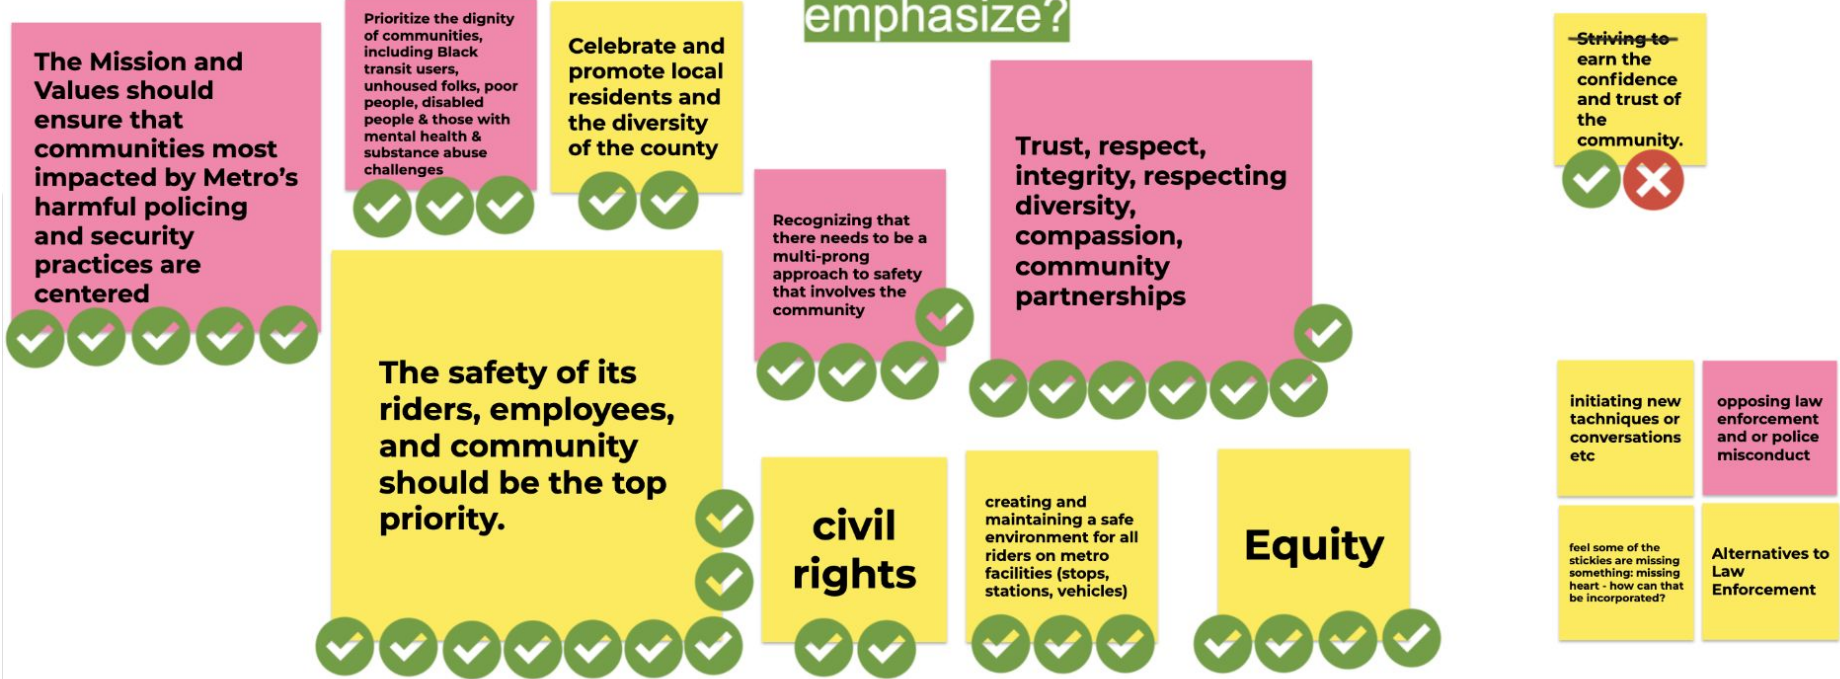 emphasize?
The Mission and
Values should
ensure that
communities most
impacted by Metro's
harmful policing
and security
practices are
centered
Prioritize the dignity
of communities,
including Black
transit users,
unhoused folks, poor
people, disabled
people & those with
mental health &
substance abuse
challenges
Celebrate and
promote local
residents and
the diversity
of the county
Recognizing that
there needs to be a
multi-prong
approach to safety
that involves the
community
Trust, respect,
integrity, respecting
diversity,
compassion,
community
partnerships
Striving to
earn the
confidence
and trust of
the
community.
The safety of its
riders, employees,
and community
should be the top
priority.
civil
rights
creating and
maintaining a safe
environment for all
riders on metro
facilities (stops,
stations, vehicles)
Equity
initiating new
tachniques or
conversations
etc
opposing law
enforcement
and or police
misconduct
feel some of the
stickies are missing
something: missing
heart - how can that
be incorporated?
Alternatives to
Law
Enforcement